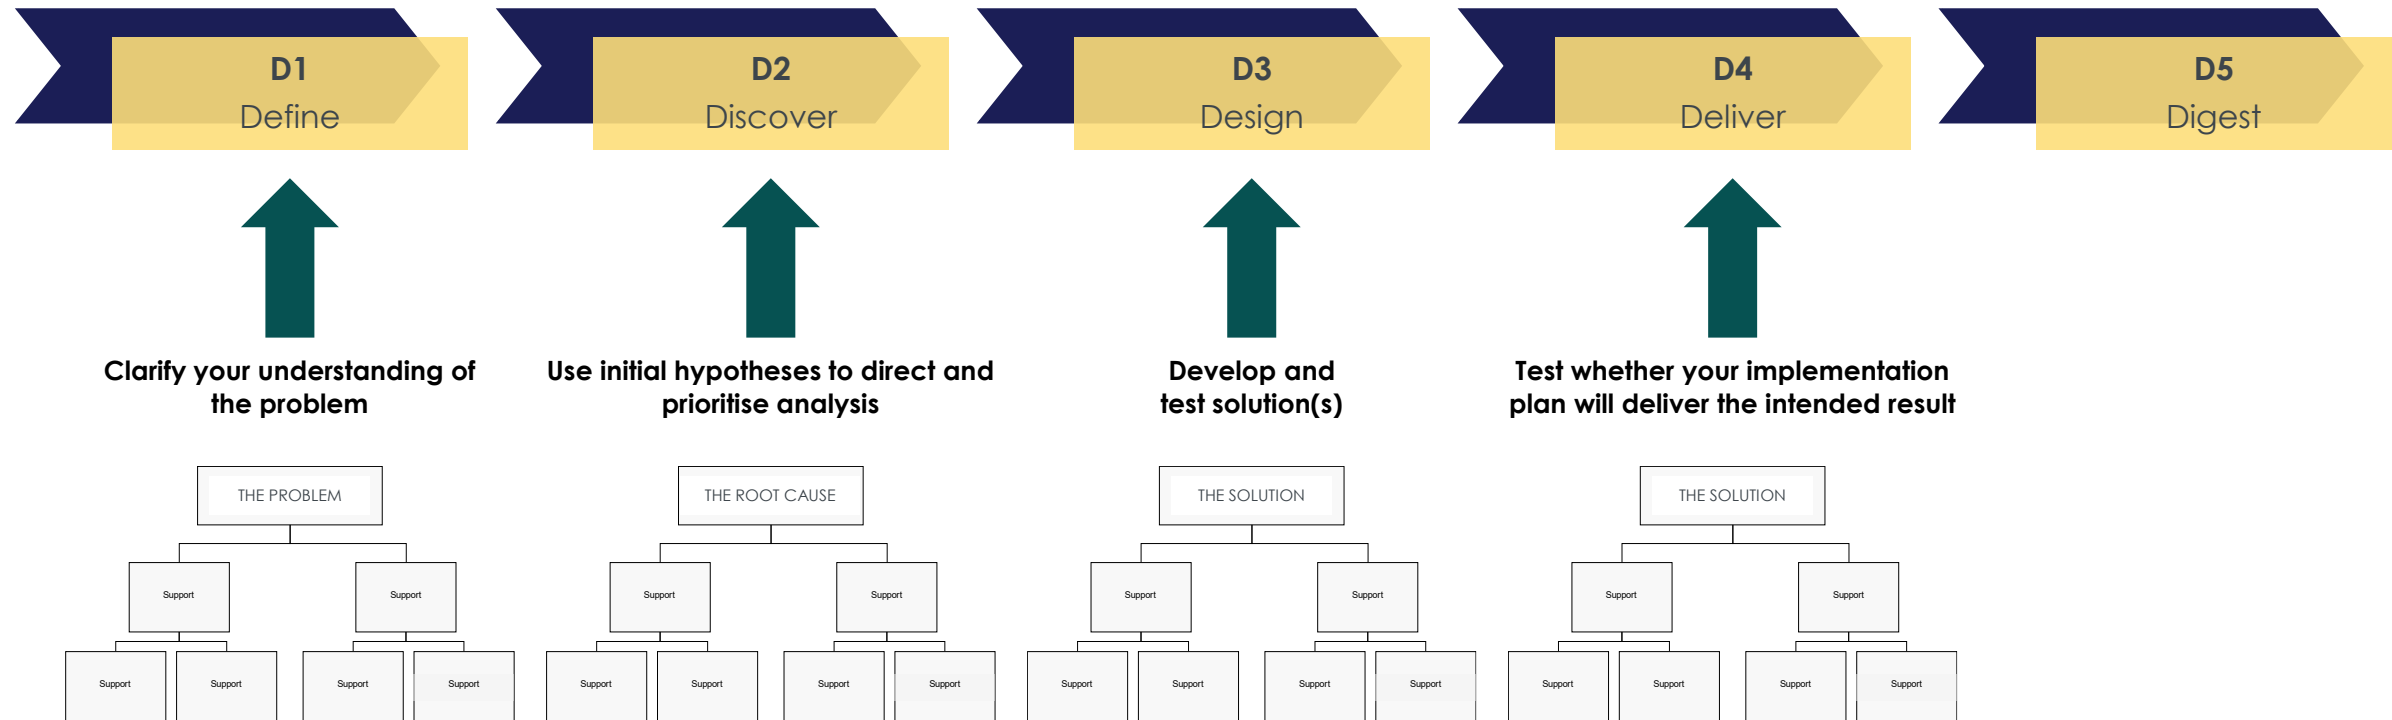 D1
Define
D2
Discover
D3
Design
D4
Deliver
D5
Digest
Clarify your understanding of
the problem
Use initial hypotheses to direct and
prioritise analysis
Develop and
test solution(s)
Test whether your implementation
plan will deliver the intended result
THE PROBLEM
Support
Support
Support
Support
Support
Support
THE ROOT CAUSE
Support
Support
Support
Support
Support
Support
THE SOLUTION
Support
Support
Support
Support
Support
Support
THE SOLUTION
Support
Support
Support
Support
Support
Support